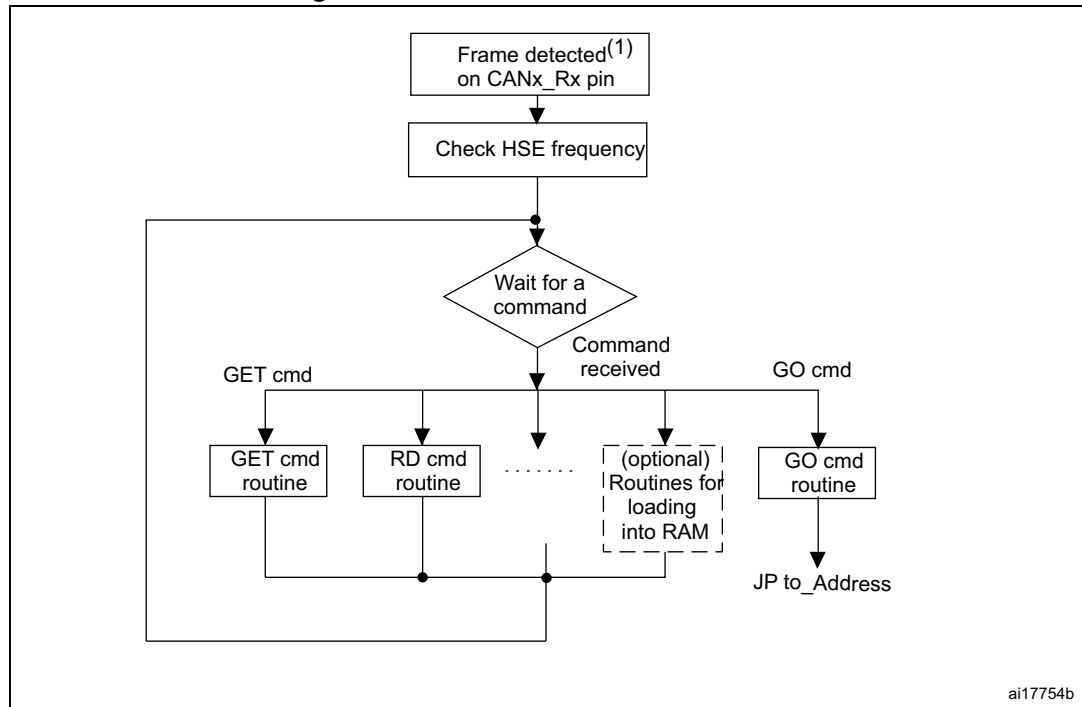 Frame detected(1)
on CANx_Rx pin
Check HSE frequency
Wait for a
command
Command
received
GET cmd
GO cmd
GET cmd
routine
RD cmd
routine
........
(optional)
Routines for
loading
into RAM
GO cmd
routine
JP to_Address
ai17754b